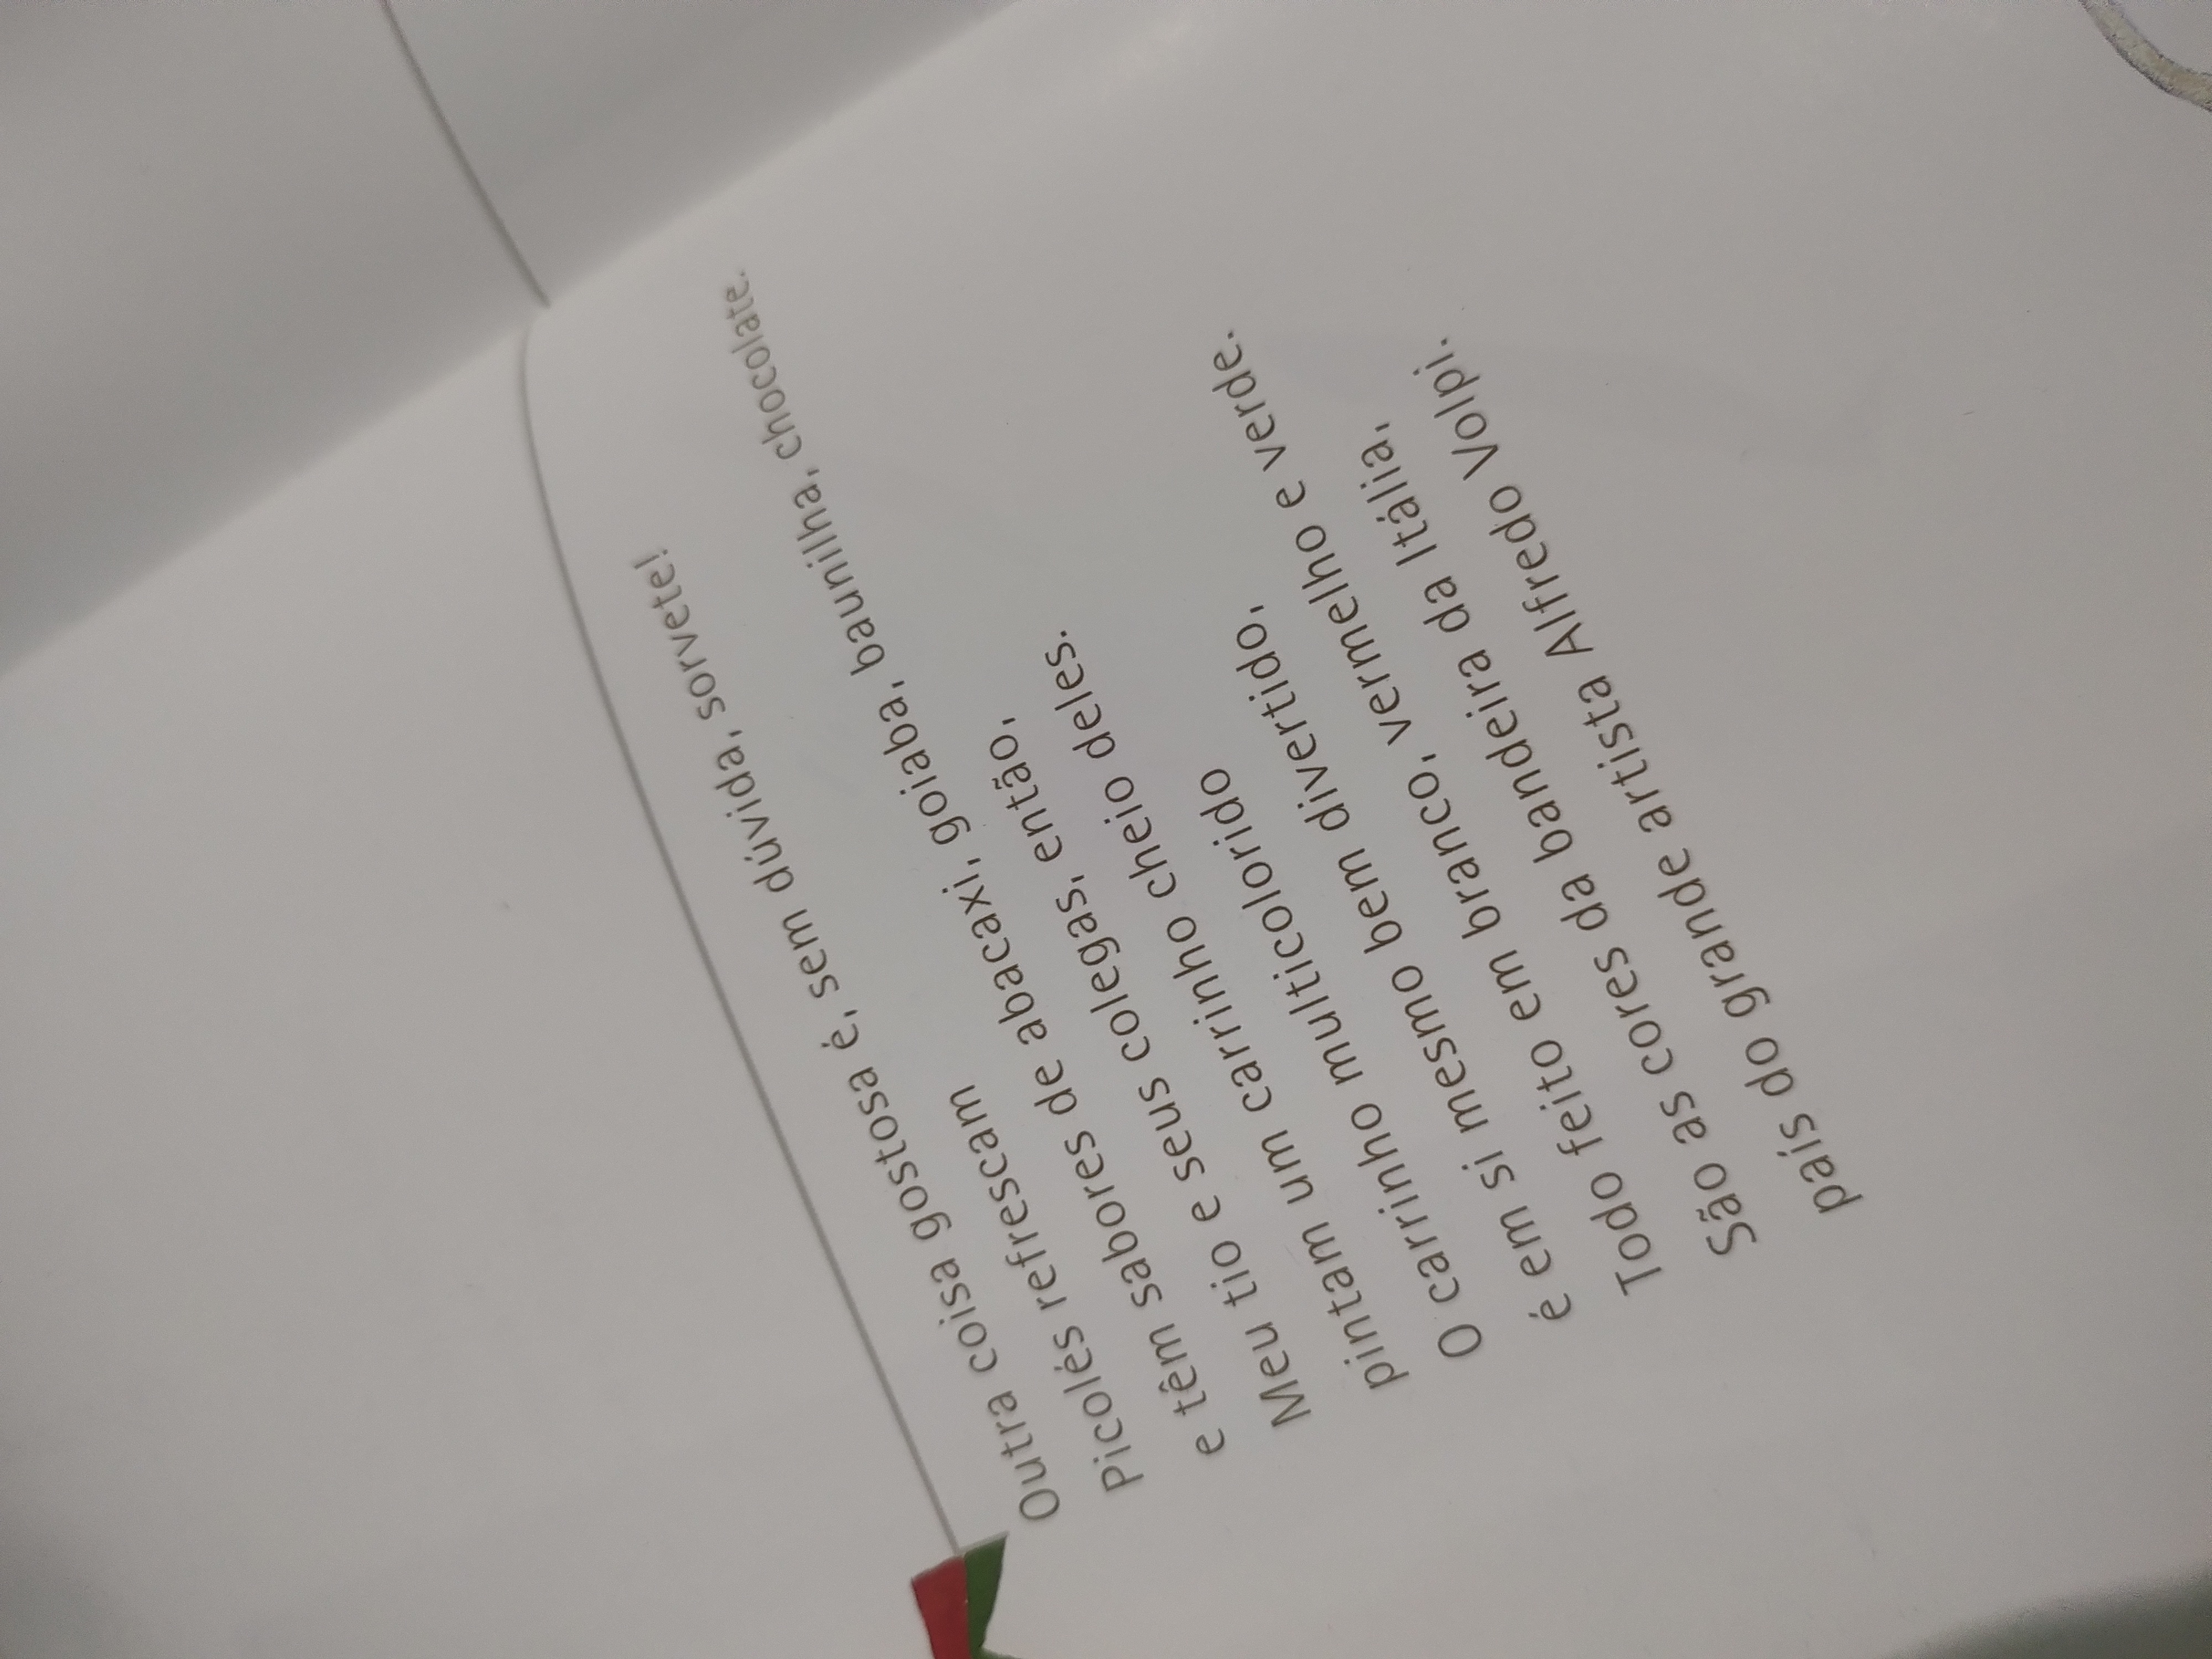 Outra coisa gostosa é, sem dúvida, sorvete!
Picolés refrescam
e têm sabores de abacaxi, goiaba, baunilha, chocolate.
Meu tio e seus colegas, então,
pintam um carrinho cheio deles.
O carrinho multicolorido
é em si mesmo bem divertido,
Todo feito em branco, vermelho e verde.
São as cores da bandeira da Itália,
país do grande artista Alfredo Volpi.